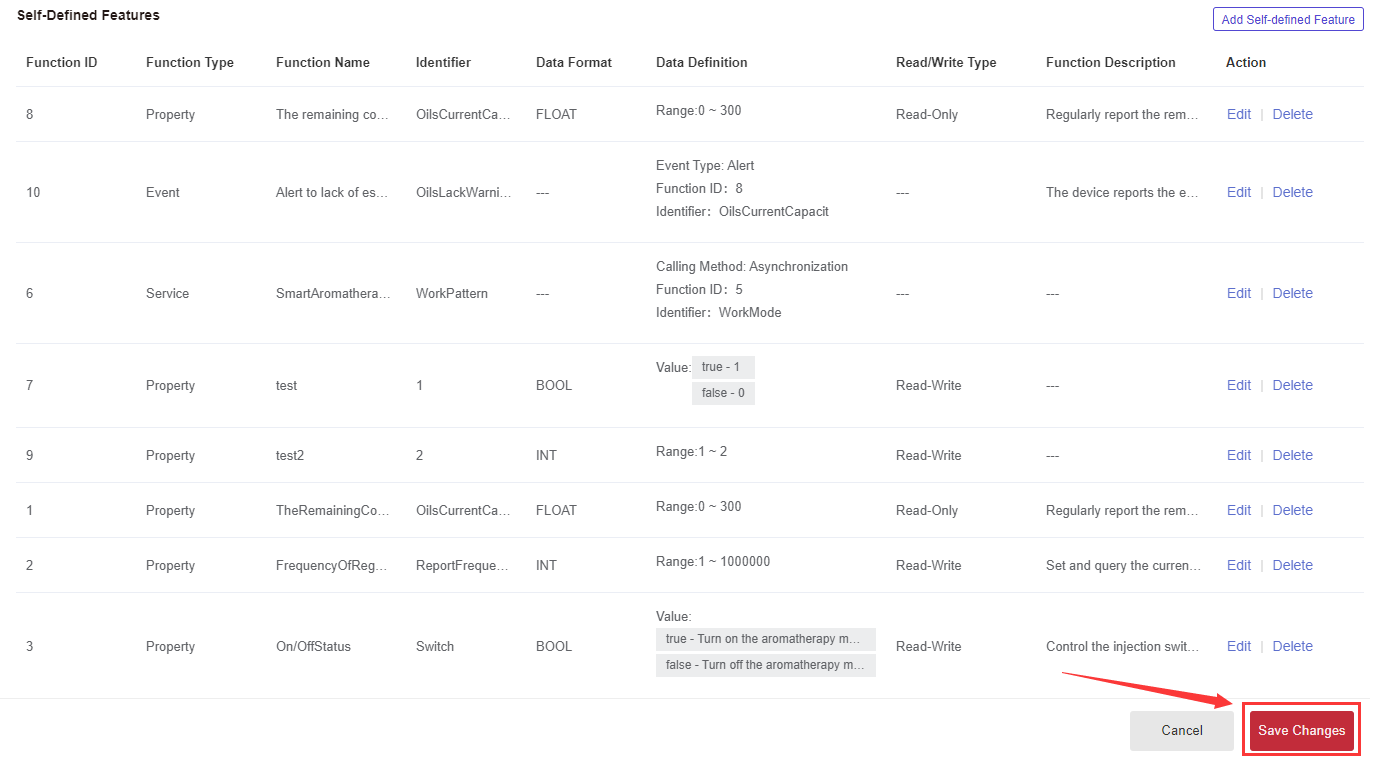 Self-Defined Features
Add Self-defined Feature
Function ID Function Type Function Name Identifier Data Format Data Definition Read/Write Type Function Description Action
8 Property The remaining co... OilsCurrentCa... FLOAT Range:0 ~ 300 Read-Only Regularly report the rem... Edit | Delete
Event Type: Alert
10 Event Alert to lack of es... OilsLackWarni... --- Function ID: 8 --- The device reports the e... Edit | Delete
Identifier: OilsCurrentCapacit
Calling Method: Asynchronization
6 Service SmartAromathera... WorkPattern --- Function ID: 5 --- --- Edit | Delete
Identifier: WorkMode
Value: true - 1
7 Property test 1 BOOL Read-Write --- Edit | Delete
false - 0
9 Property test2 2 INT Range:1 ~ 2 Read-Write --- Edit | Delete
1 Property TheRemainingCo... OilsCurrentCa... FLOAT Range:0 ~ 300 Read-Only Regularly report the rem... Edit | Delete
2 Property FrequencyOfReg... ReportFreque... INT Range:1 ~ 1000000 Read-Write Set and query the curren... Edit | Delete
Value:
true - Turn on the aromatherapy m...
3 Property On/OffStatus Switch BOOL Read-Write Control the injection swit... Edit | Delete
false - Turn off the aromatherapy m...
Cancel Save Changes